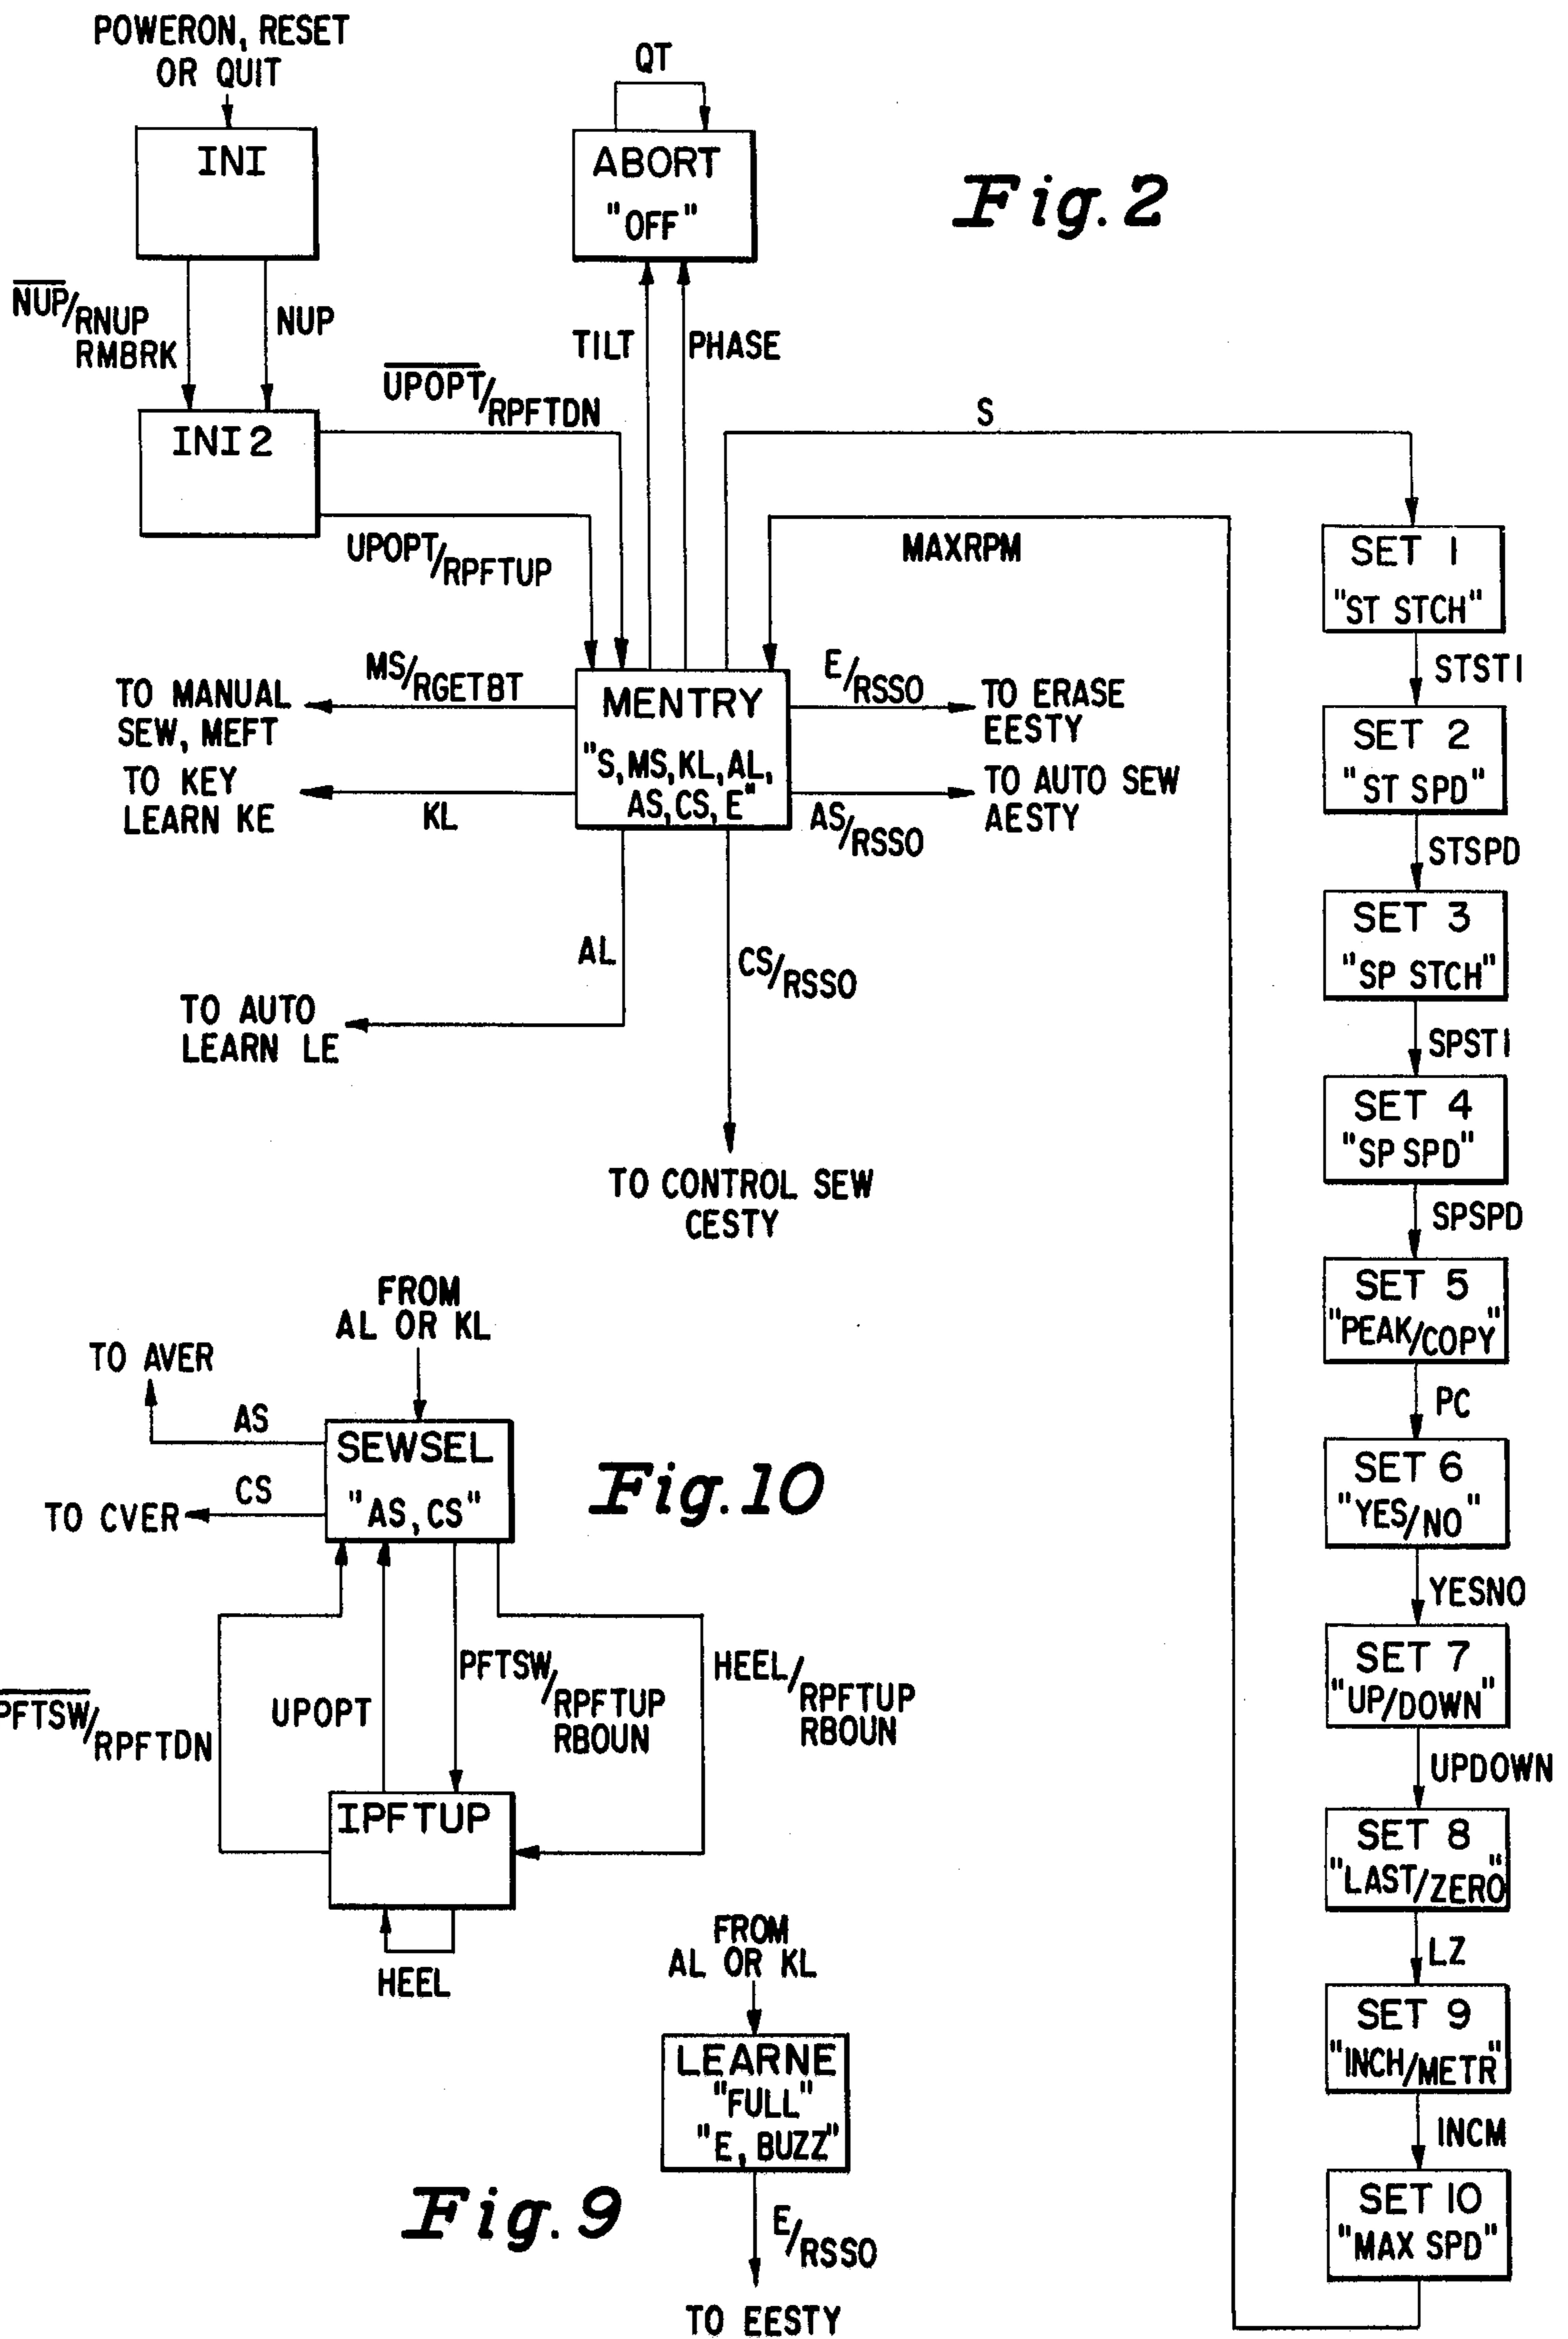 POWERON, RESET
OR QUIT
INI
NUP/RNUP
RMBRK
NUP
INI2
QT
ABORT
"OFF"
Fig. 2
TILT
PHASE
UPOPT/RPFTDN
UPOPT/RPFTUP
S
MAXRPM
MS/RGETBT
TO MANUAL
SEW, MEFT
TO KEY
LEARN KE
KL
MENTRY
"S, MS, KL, AL,
AS, CS, E"
E/RSSO
TO ERASE
EESTY
AS/RSSO
TO AUTO SEW
AESTY
AL
TO AUTO
LEARN LE
CS/RSSO
TO CONTROL SEW
CESTY
SET 1
"ST STCH"
STSTI
SET 2
"ST SPD"
STSPD
SET 3
"SP STCH"
SPSTI
SET 4
"SP SPD"
SPSPD
SET 5
"PEAK/COPY"
PC
SET 6
"YES/NO"
YESNO
SET 7
"UP/DOWN"
UPDOWN
SET 8
"LAST/ZERO"
LZ
SET 9
"INCH/METR"
INCM
SET 10
"MAX SPD"
FROM
AL OR KL
TO AVER
AS
CS
TO CVER
SEWSEL
"AS, CS"
Fig. 10
PFTSW/RPFTDN
UPOPT
PFTSW/RPFTUP
RBOUN
HEEL/RPFTUP
RBOUN
IPFTUP
HEEL
FROM
AL OR KL
LEARNE
"FULL"
"E, BUZZ"
Fig. 9
E/RSSO
TO EESTY